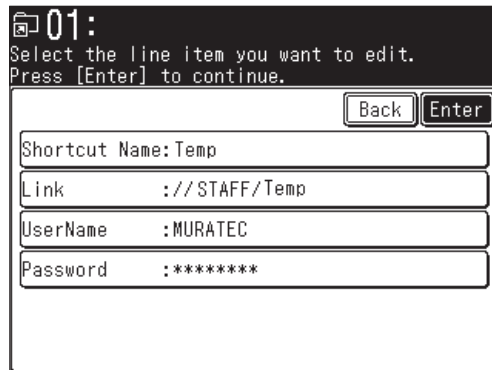 01:
Select the line item you want to edit.
Press [Enter] to continue.
Back Enter
Shortcut Name:Temp
Link :://STAFF/Temp
UserName :MURATEC
Password :********